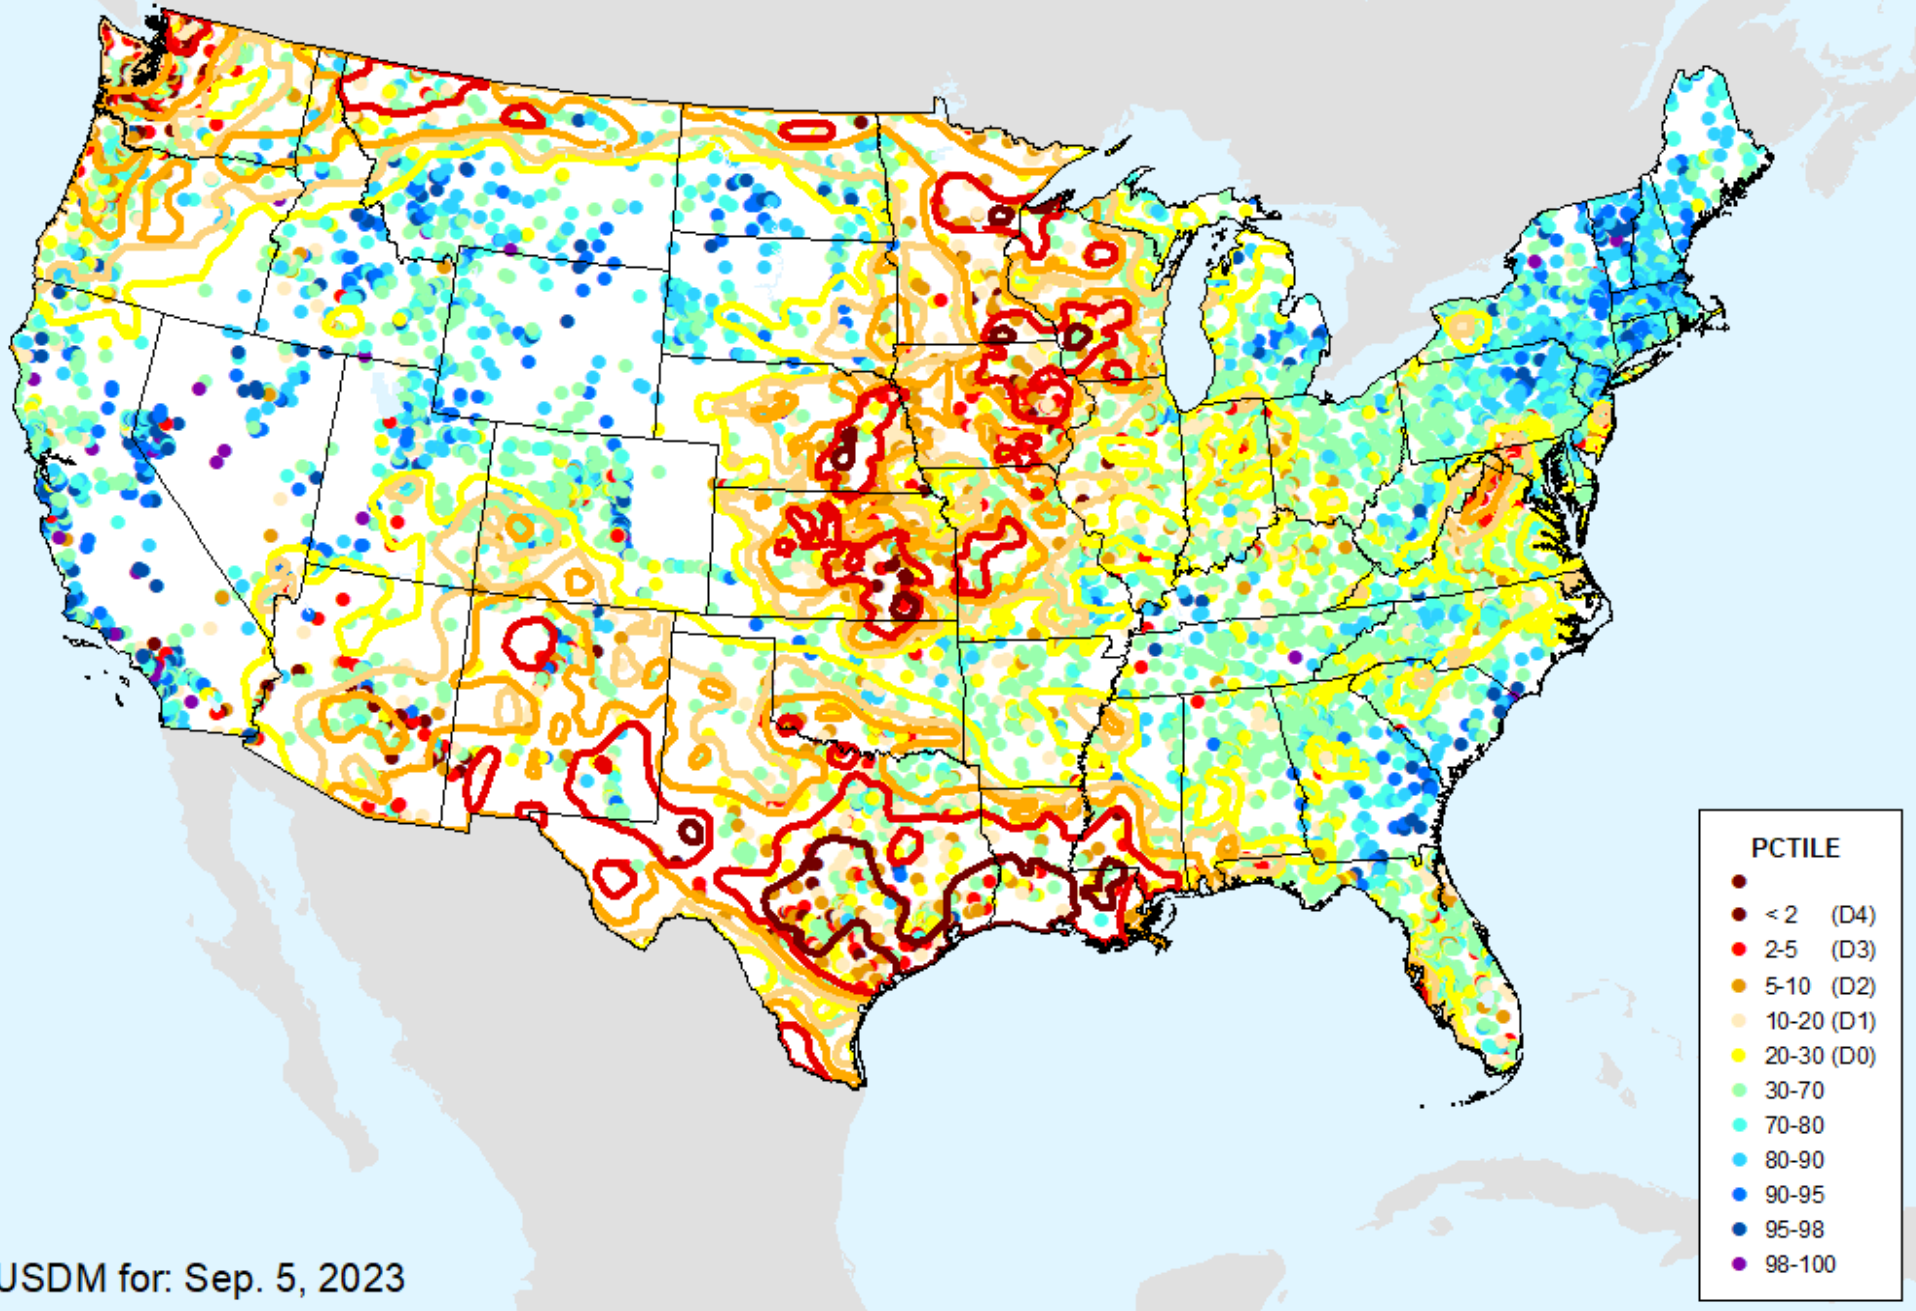 PCTILE
< 2 (D4)
2-5 (D3)
5-10 (D2)
10-20 (D1)
20-30 (D0)
30-70
70-80
80-90
90-95
95-98
98-100
USDM for: Sep. 5, 2023